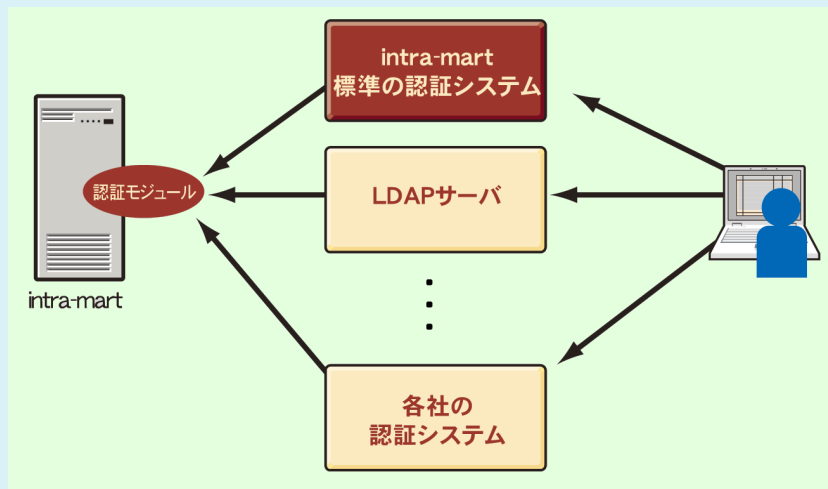 intra-mart
標準の認証システム
認証モジュール
LDAPサーバ
intra-mart
各社の
認証システム